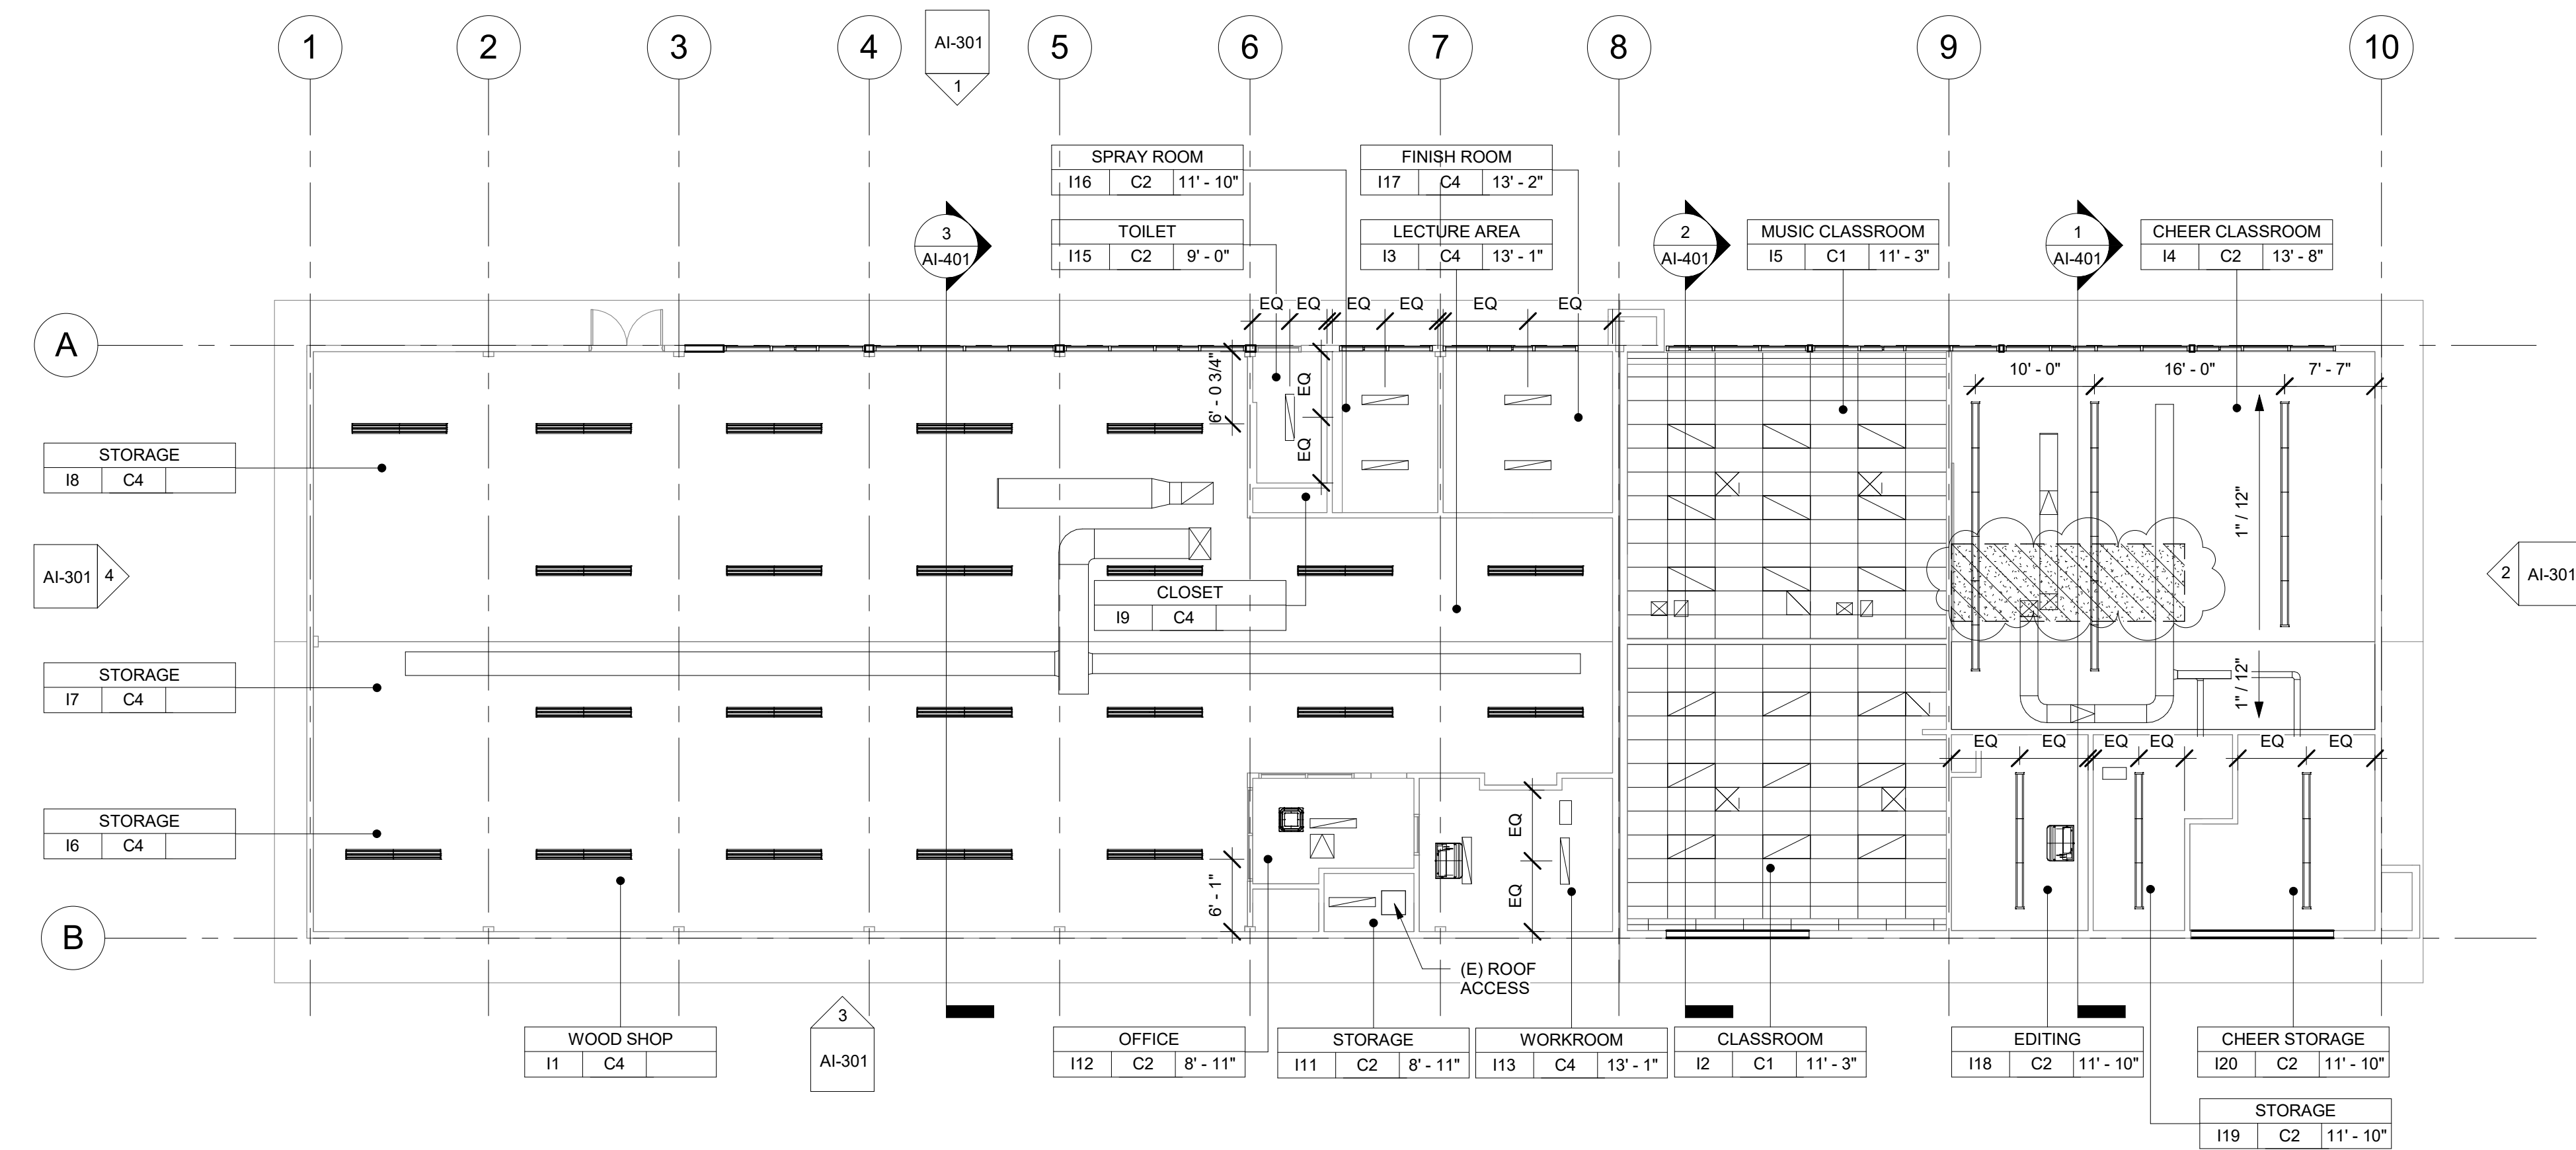 1 2 3 4 5 6 7 8 9 10
AI-301
1
SPRAY ROOM
I16 C2 11' - 10"
FINISH ROOM
I17 C4 13' - 2"
TOILET
I15 C2 9' - 0"
LECTURE AREA
I3 C4 13' - 1"
MUSIC CLASSROOM
I5 C1 11' - 3"
CHEER CLASSROOM
I4 C2 13' - 8"
3
AI-401
2
AI-401
1
AI-401
EQ EQ EQ EQ EQ EQ
A
10' - 0" 16' - 0" 7' - 7"
6' - 0 3/4"
EQ
EQ
STORAGE
I8 C4
1" / 12"
AI-301 4
2 AI-301
CLOSET
I9 C4
STORAGE
I7 C4
1" / 12"
EQ EQ EQ EQ EQ EQ
STORAGE
I6 C4
EQ
EQ
6' - 1"
B
(E) ROOF
ACCESS
3
AI-301
WOOD SHOP
I1 C4
OFFICE
I12 C2 8' - 11"
STORAGE
I11 C2 8' - 11"
WORKROOM
I13 C4 13' - 1"
CLASSROOM
I2 C1 11' - 3"
EDITING
I18 C2 11' - 10"
CHEER STORAGE
I20 C2 11' - 10"
STORAGE
I19 C2 11' - 10"